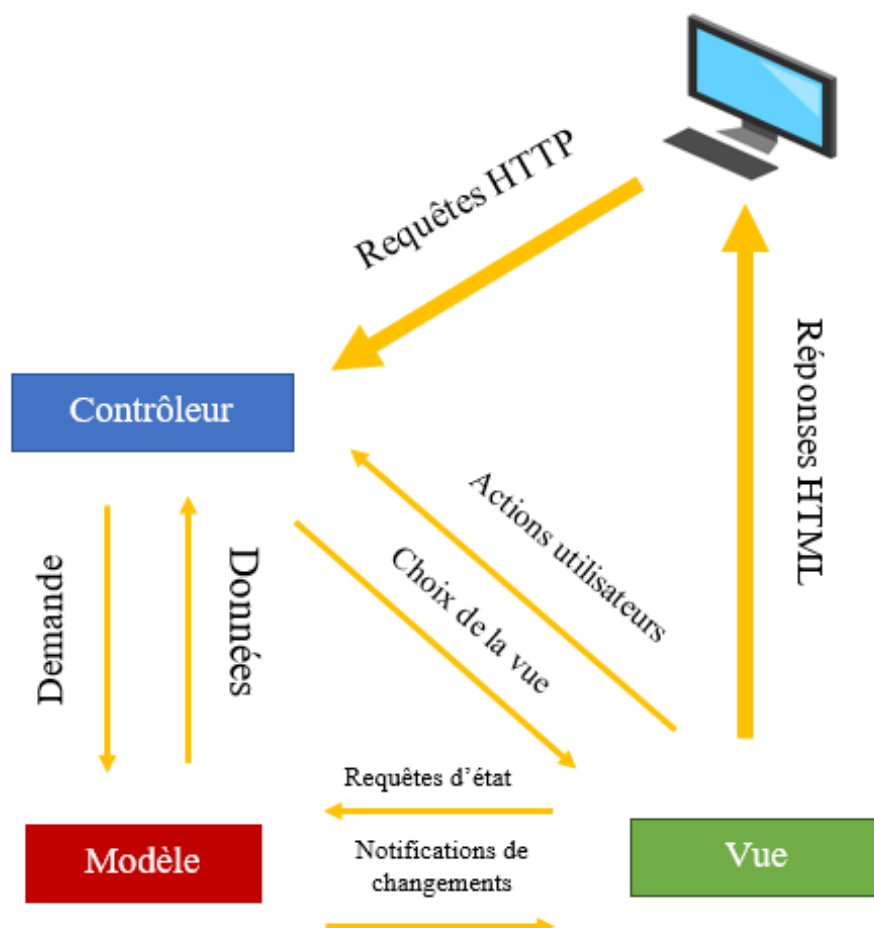 Requêtes HTTP
Contrôleur
Réponses HTML
Actions utilisateurs
Choix de la vue
Demande
Données
Requêtes d’état
Modèle
Notifications de
changements
Vue